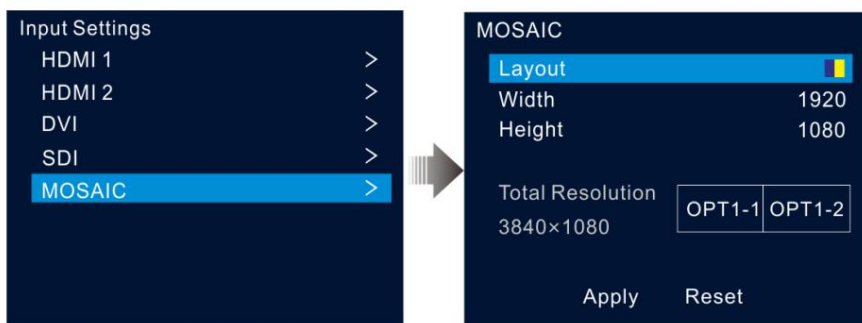 Input Settings
HDMI 1 >
HDMI 2 >
DVI >
SDI >
MOSAIC >
MOSAIC
Layout
Width 1920
Height 1080
Total Resolution
3840×1080
OPT1-1 OPT1-2
Apply Reset